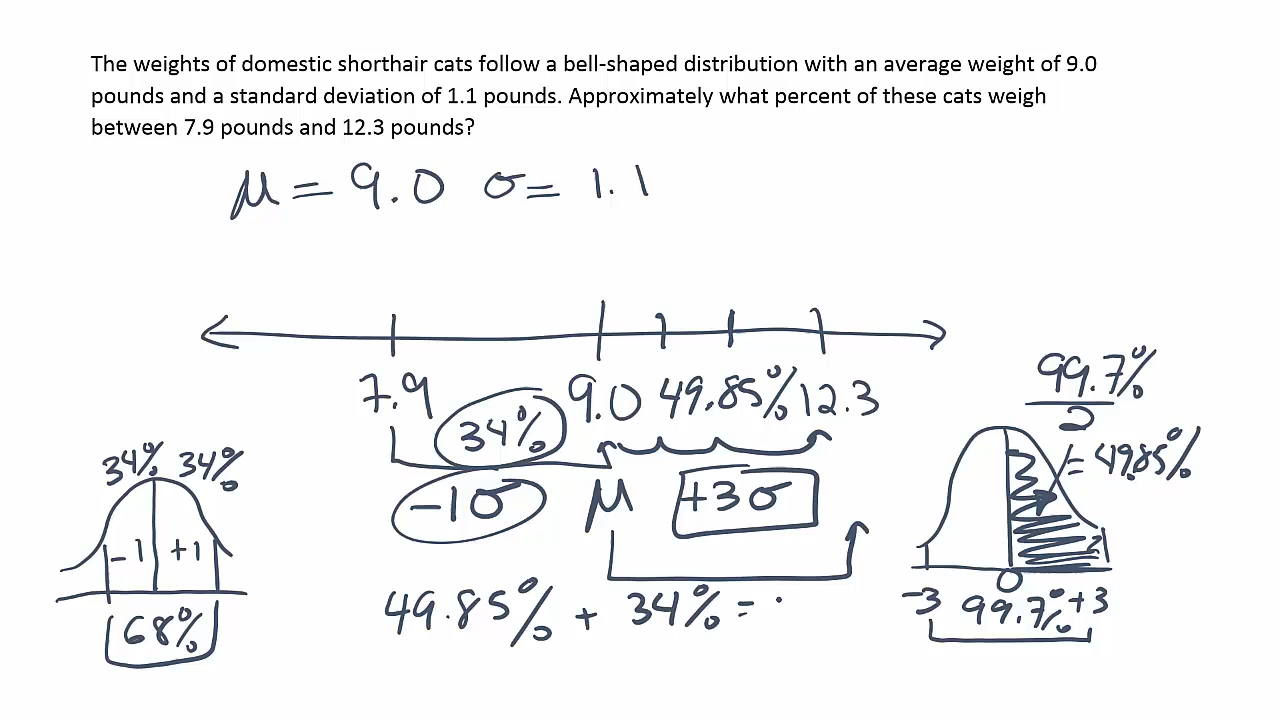 The weights of domestic shorthair cats follow a bell-shaped distribution with an average weight of 9.0
pounds and a standard deviation of 1.1 pounds. Approximately what percent of these cats weigh
between 7.9 pounds and 12.3 pounds?
μ = 9.0 σ = 1.1
7.9 9.0 49.85% 12.3
34%
-1σ μ +3σ
49.85% + 34% =
34% 34%
-1 +1
68%
99.7%
2
= 49.85%
0
-3 99.7% +3